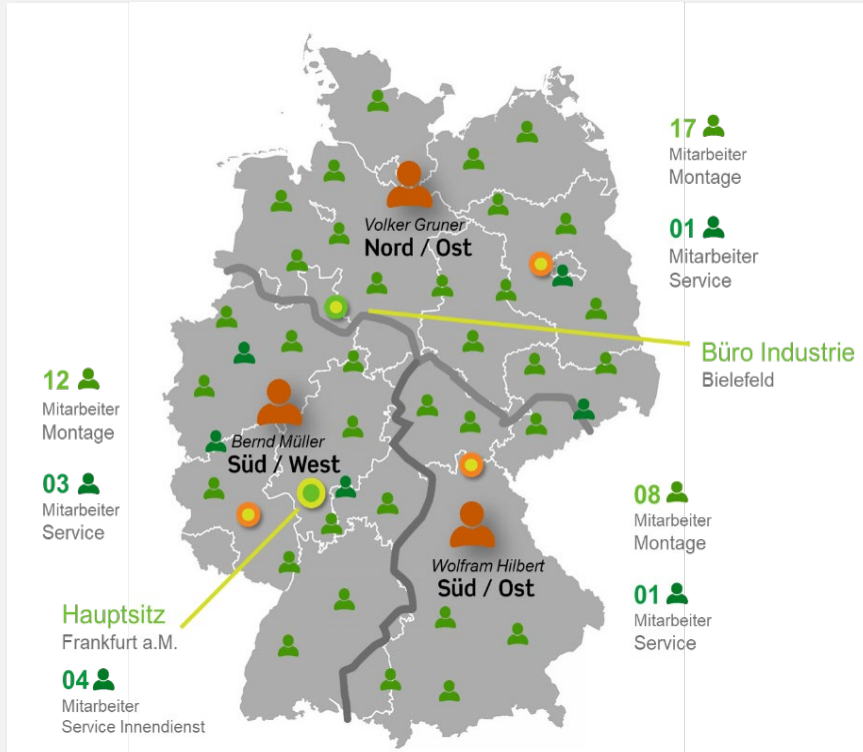 17
Mitarbeiter
Montage
01
Mitarbeiter
Service
Volker Gruner
Nord / Ost
Büro Industrie
Bielefeld
12
Mitarbeiter
Montage
03
Mitarbeiter
Service
Bernd Müller
Süd / West
08
Mitarbeiter
Montage
01
Mitarbeiter
Service
Wolfram Hilbert
Süd / Ost
Hauptsitz
Frankfurt a.M.
04
Mitarbeiter
Service Innendienst